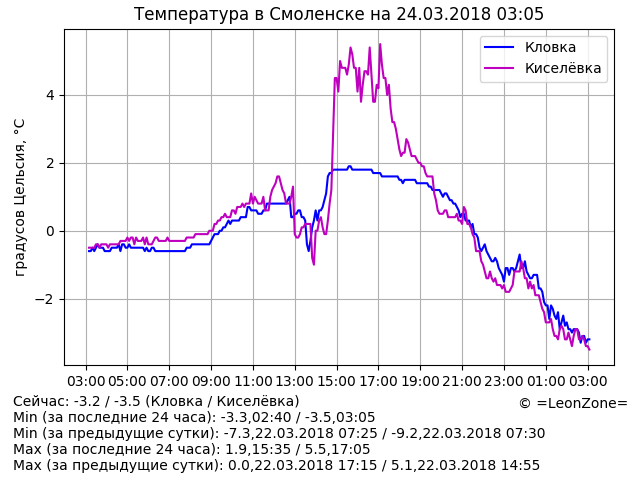 Температура в Смоленске на 24.03.2018 03:05
Кловка
Киселёвка
градусов Цельсия, °C
4
2
0
−2
03:00 05:00 07:00 09:00 11:00 13:00 15:00 17:00 19:00 21:00 23:00 01:00 03:00
Сейчас: -3.2 / -3.5 (Кловка / Киселёвка)
© =LeonZone=
Min (за последние 24 часа): -3.3,02:40 / -3.5,03:05
Min (за предыдущие сутки): -7.3,22.03.2018 07:25 / -9.2,22.03.2018 07:30
Max (за последние 24 часа): 1.9,15:35 / 5.5,17:05
Max (за предыдущие сутки): 0.0,22.03.2018 17:15 / 5.1,22.03.2018 14:55